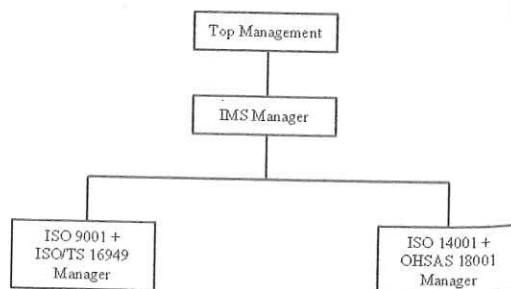 Top Management
IMS Manager
ISO 9001 +
ISO/TS 16949
Manager
ISO 14001 +
OHSAS 18001
Manager